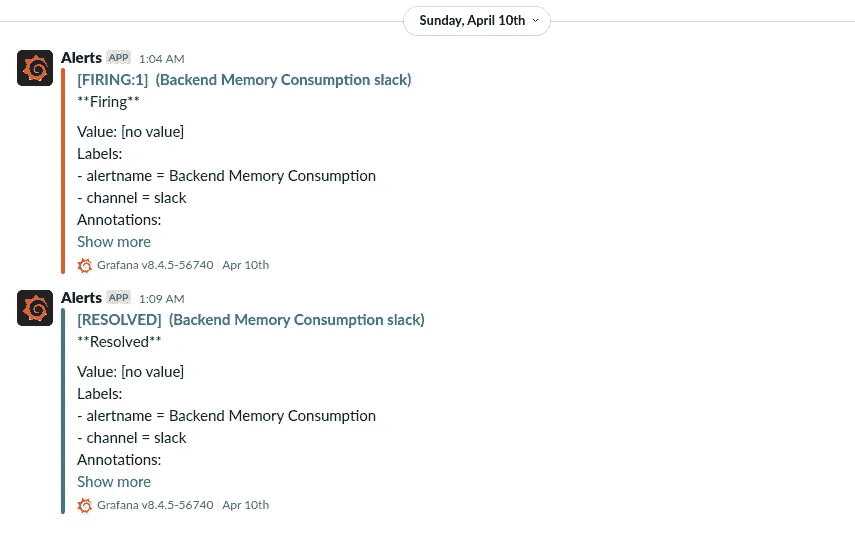 Sunday, April 10th
Alerts APP 1:04 AM
[FIRING:1] (Backend Memory Consumption slack)
**Firing**
Value: [no value]
Labels:
- alertname = Backend Memory Consumption
- channel = slack
Annotations:
Show more
Grafana v8.4.5-56740 | Apr 10th
Alerts APP 1:09 AM
[RESOLVED] (Backend Memory Consumption slack)
**Resolved**
Value: [no value]
Labels:
- alertname = Backend Memory Consumption
- channel = slack
Annotations:
Show more
Grafana v8.4.5-56740 | Apr 10th